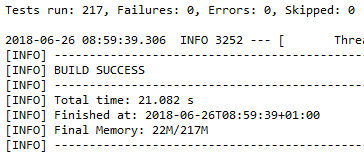 Tests run: 217, Failures: 0, Errors: 0, Skipped: 0
2018-06-26 08:59:39.306  INFO 3252 --- [       Threa
[INFO] ------------------------------------------
[INFO] BUILD SUCCESS
[INFO] ------------------------------------------
[INFO] Total time: 21.082 s
[INFO] Finished at: 2018-06-26T08:59:39+01:00
[INFO] Final Memory: 22M/217M
[INFO] ------------------------------------------